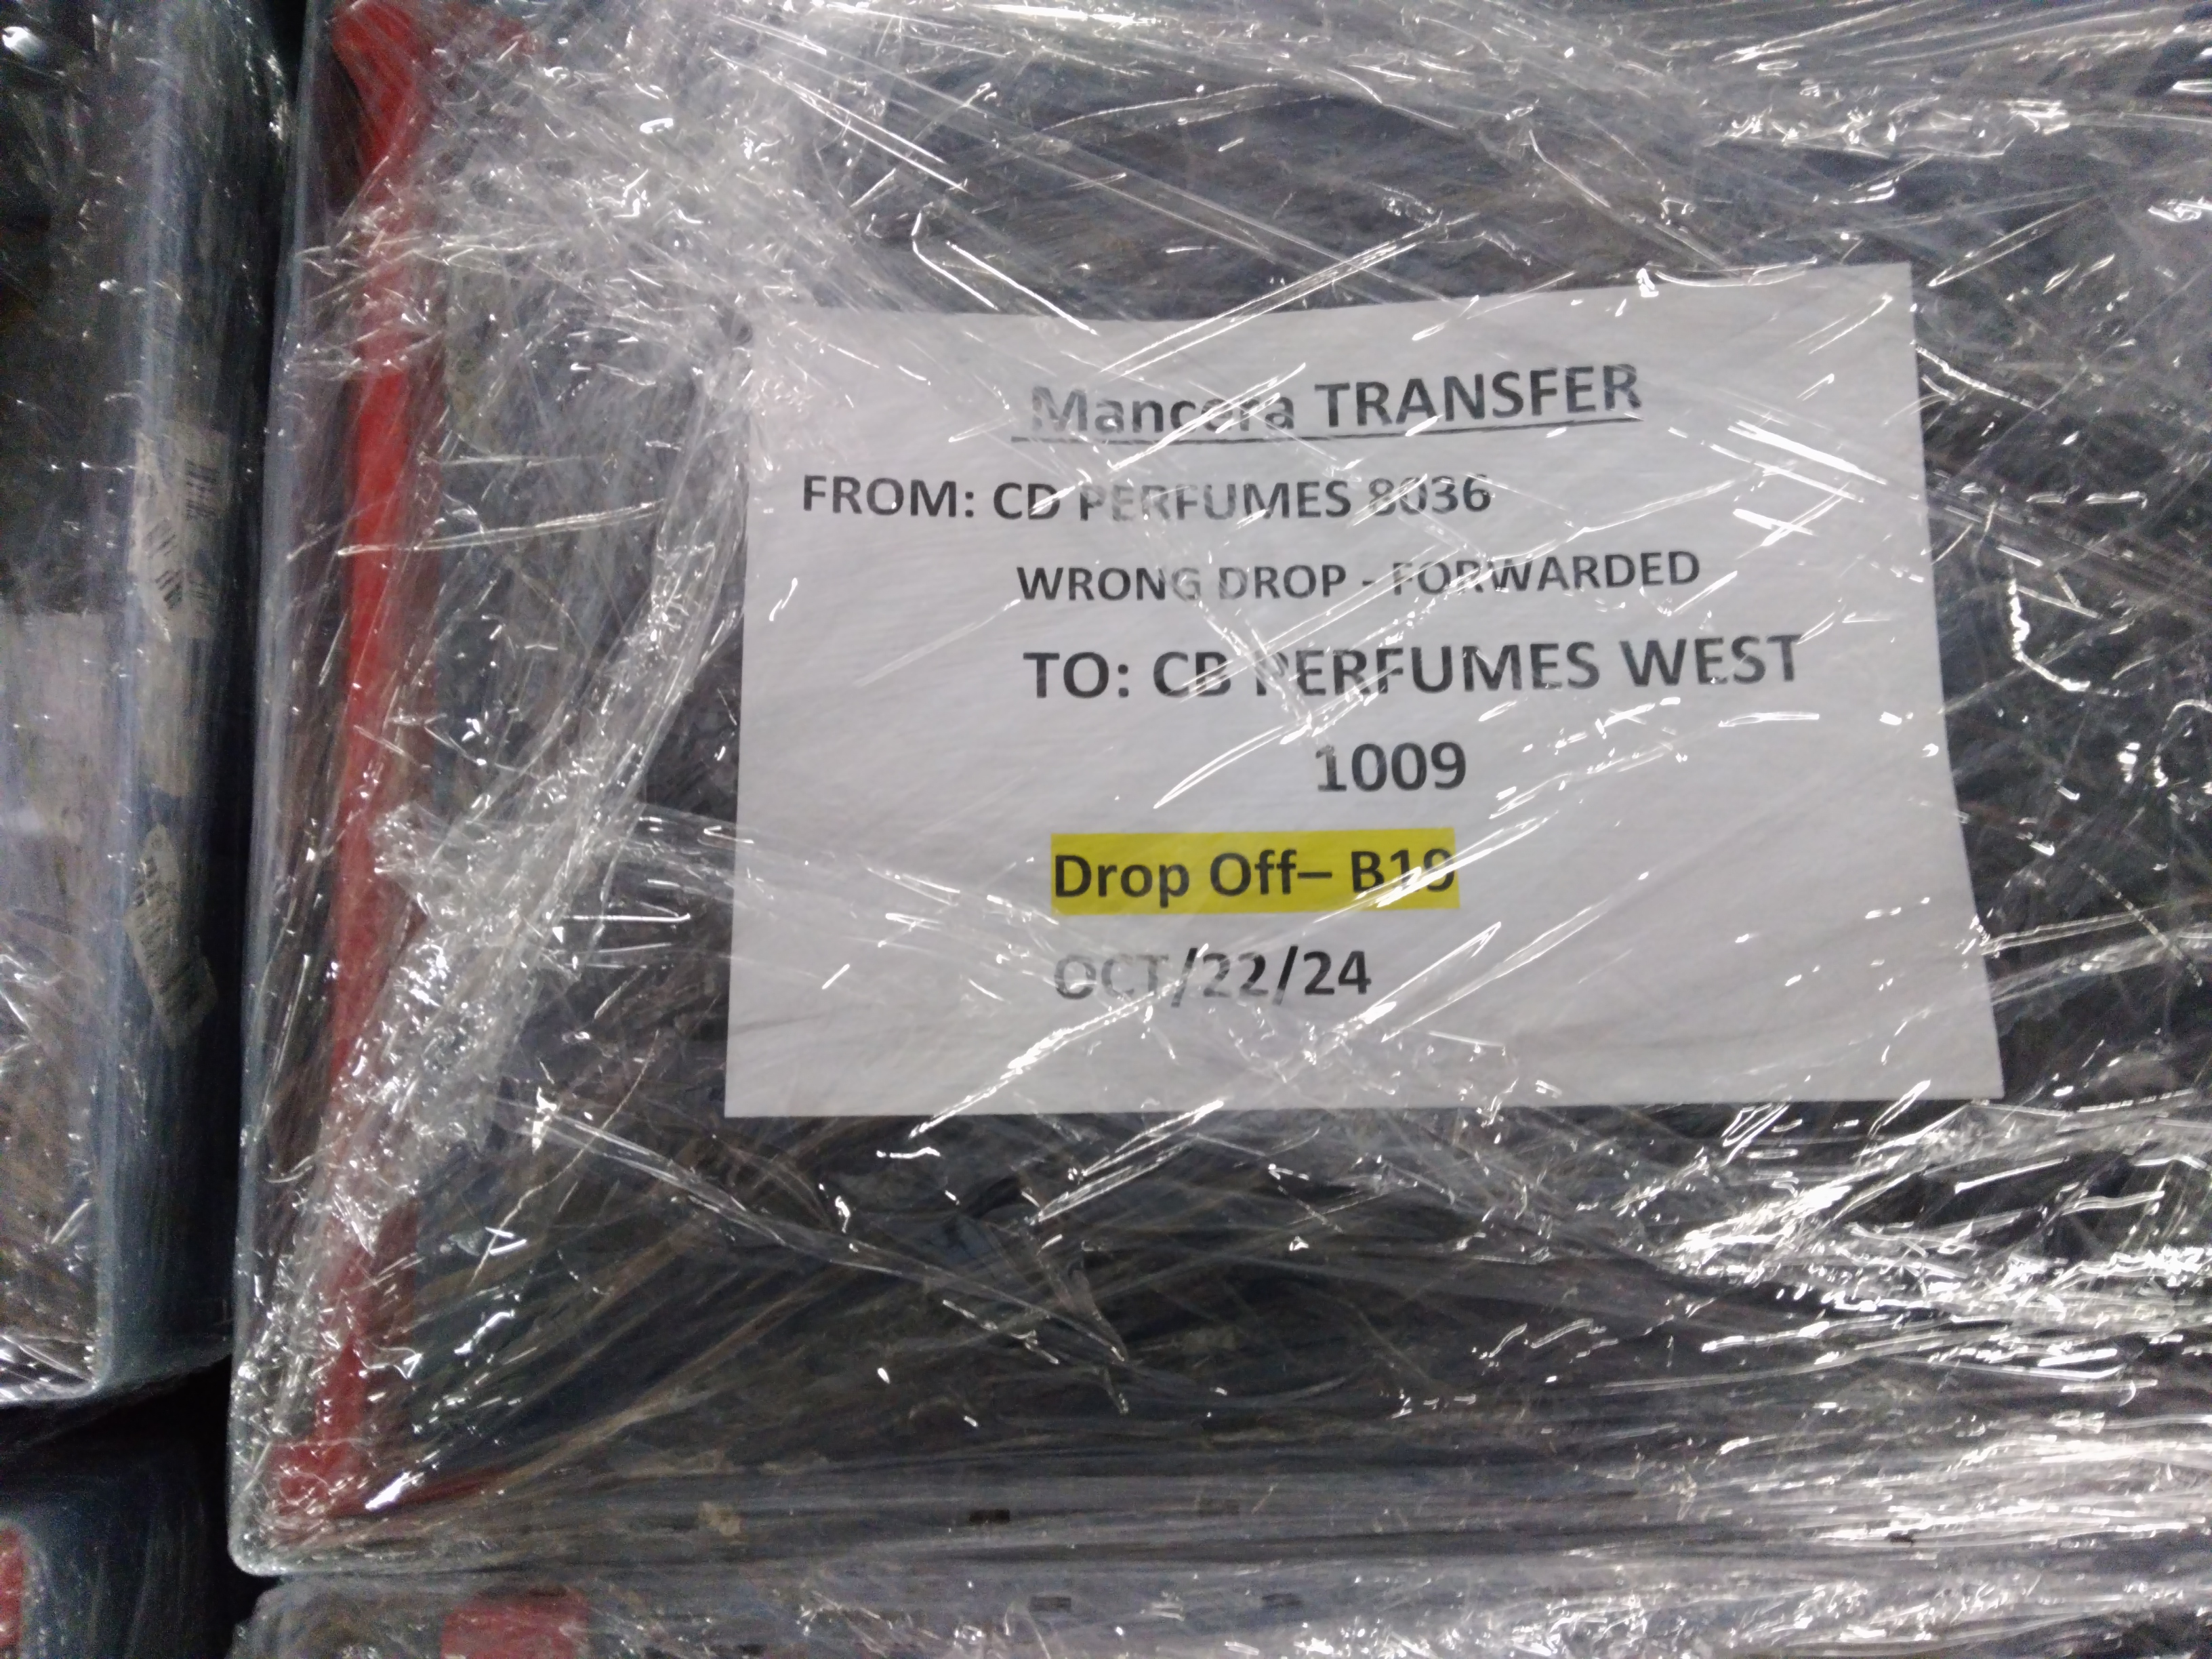 Mancera TRANSFER
FROM: CD PERFUMES 8036
WRONG DROP - FORWARDED
TO: CB PERFUMES WEST
1009
Drop Off– B19
OCT/22/24